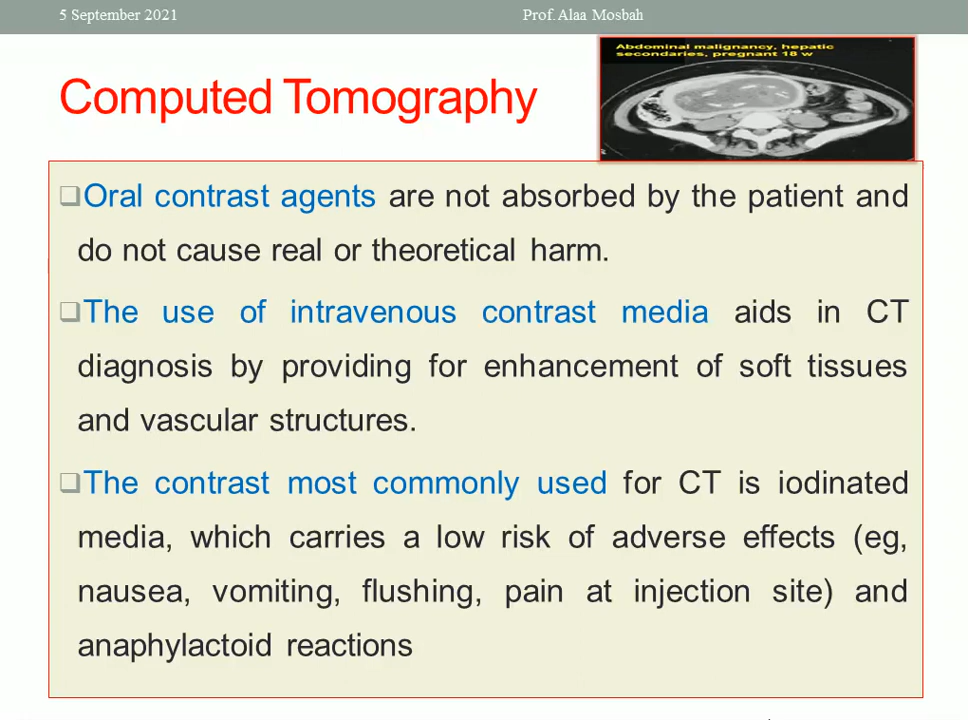 5 September 2021
Prof. Alaa Mosbah
Abdominal malignancy, hepatic
secondaries, pregnant 18 w
Computed Tomography
Oral contrast agents are not absorbed by the patient and
do not cause real or theoretical harm.
The use of intravenous contrast media aids in CT
diagnosis by providing for enhancement of soft tissues
and vascular structures.
The contrast most commonly used for CT is iodinated
media, which carries a low risk of adverse effects (eg,
nausea, vomiting, flushing, pain at injection site) and
anaphylactoid reactions